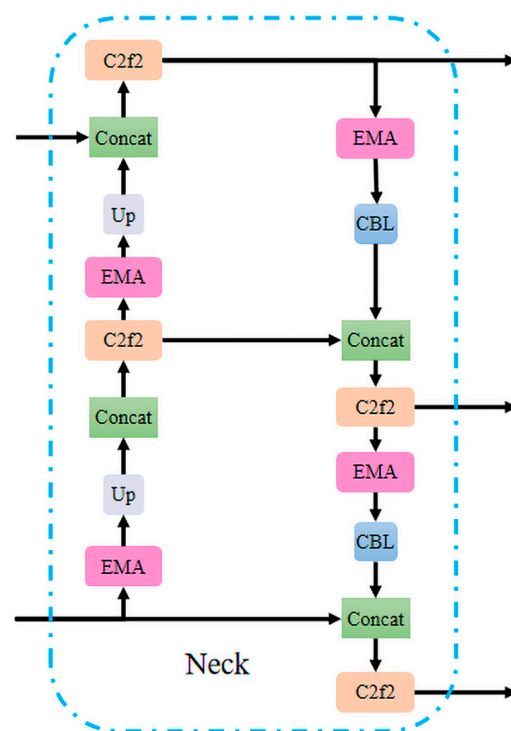 C2f2
Concat
Up
EMA
C2f2
Concat
Up
EMA
EMA
CBL
Concat
C2f2
EMA
CBL
Concat
C2f2
Neck